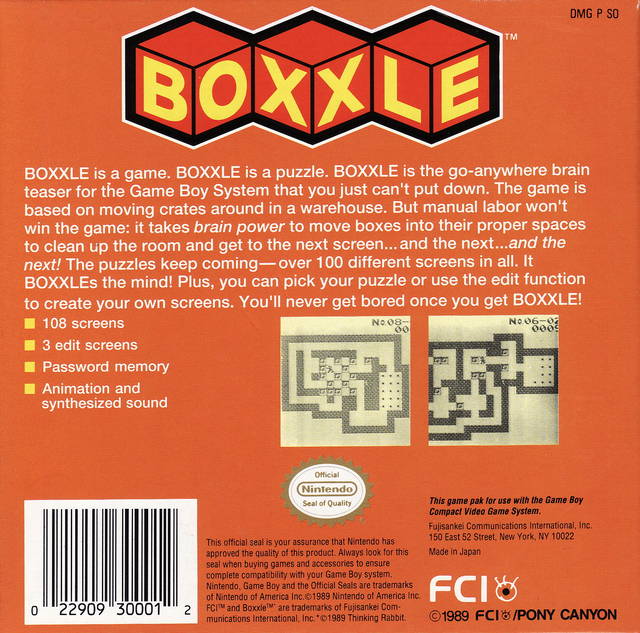 DMG P SO
BOXXLE™
BOXXLE is a game. BOXXLE is a puzzle. BOXXLE is the go-anywhere brain
teaser for the Game Boy System that you just can't put down. The game is
based on moving crates around in a warehouse. But manual labor won't
win the game: it takes brain power to move boxes into their proper spaces
to clean up the room and get to the next screen...and the next...and the
next! The puzzles keep coming—over 100 different screens in all. It
BOXXLEs the mind! Plus, you can pick your puzzle or use the edit function
to create your own screens. You'll never get bored once you get BOXXLE!
108 screens
3 edit screens
Password memory
Animation and
synthesized sound
No.08-
00
No.06-02
0005
Official
Nintendo
Seal of Quality
This official seal is your assurance that Nintendo has
approved the quality of this product. Always look for this
seal when buying games and accessories to ensure
complete compatibility with your Game Boy system.
Nintendo, Game Boy and the Official Seals are trademarks
of Nintendo of America Inc.©1989 Nintendo of America Inc.
FCI™ and Boxxle™ are trademarks of Fujisankei Com-
munications International, Inc.*©1989 Thinking Rabbit.
This game pak for use with the Game Boy
Compact Video Game System.
Fujisankei Communications International, Inc.
150 East 52 Street, New York, NY 10022
Made in Japan
FCI
©1989 FCI/PONY CANYON
0 22909 30001 2